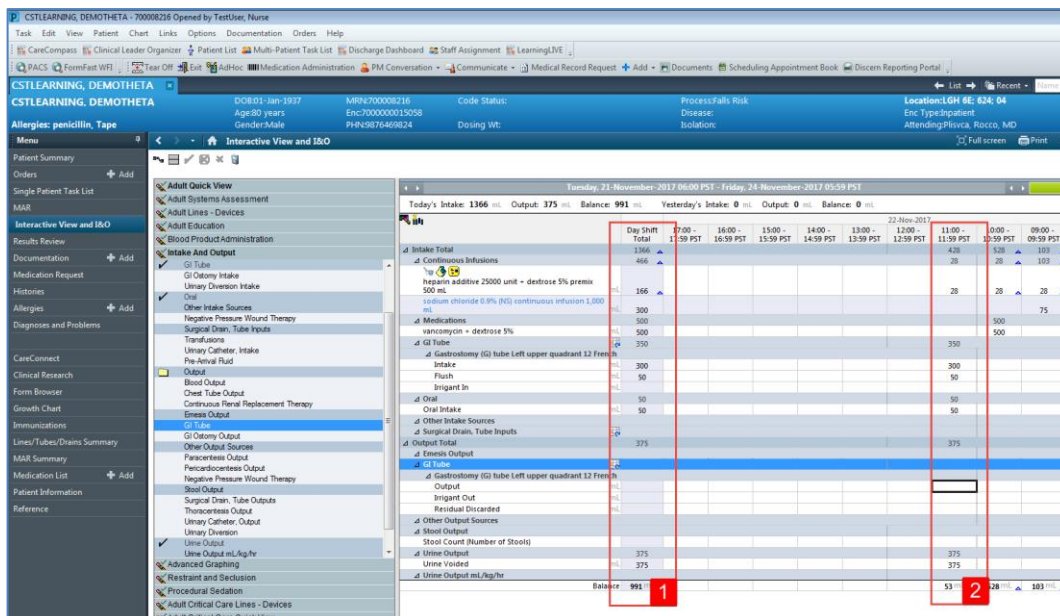 CSTLEARNING, DEMOTHETA - 700008216 Opened by TestUser, Nurse
Task Edit View Patient Chart Links Options Documentation Orders Help
CareCompass Clinical Leader Organizer Patient List Multi-Patient Task List Discharge Dashboard Staff Assignment LearningLIVE
PACS FormFast WFI Tear Off Exit AdHoc Medication Administration PM Conversation Communicate Medical Record Request Add Documents Scheduling Appointment Book Discern Reporting Portal
CSTLEARNING, DEMOTHETA List Recent Name
CSTLEARNING, DEMOTHETA DOB:01-Jan-1937 MRN:700008216 Code Status: Process:Falls Risk Location:LGH 6E; 624; 04
Age:80 years Enc:7000000015058 Disease: Enc Type:Inpatient
Allergies: penicillin, Tape Gender:Male PHN:9876469824 Dosing Wt: Isolation: Attending:Plisvca, Rocco, MD
Menu Interactive View and I&O Full screen Print
Patient Summary
Orders Add
Single Patient Task List
MAR
Interactive View and I&O
Results Review
Documentation Add
Medication Request
Histories
Allergies Add
Diagnoses and Problems
CareConnect
Clinical Research
Form Browser
Growth Chart
Immunizations
Lines/Tubes/Drains Summary
MAR Summary
Medication List Add
Patient Information
Reference
Adult Quick View
Adult Systems Assessment
Adult Lines - Devices
Adult Education
Blood Product Administration
Intake And Output
GI Tube
GI Ostomy Intake
Urinary Diversion Intake
Oral
Other Intake Sources
Negative Pressure Wound Therapy
Surgical Drain, Tube Inputs
Transfusions
Urinary Catheter, Intake
Pre-Arrival Fluid
Output
Blood Output
Chest Tube Output
Continuous Renal Replacement Therapy
Emesis Output
GI Tube
GI Ostomy Output
Other Output Sources
Paracentesis Output
Pericardiocentesis Output
Negative Pressure Wound Therapy
Stool Output
Surgical Drain, Tube Outputs
Thoracentesis Output
Urinary Catheter, Output
Urinary Diversion
Urine Output
Urine Output mL/kg/hr
Advanced Graphing
Restraint and Seclusion
Procedural Sedation
Adult Critical Care Lines - Devices
Tuesday, 21-November-2017 06:00 PST - Friday, 24-November-2017 05:59 PST
Today's Intake: 1366 mL Output: 375 mL Balance: 991 mL Yesterday's Intake: 0 mL Output: 0 mL Balance: 0 mL
22-Nov-2017
Day Shift 17:00 - 16:00 - 15:00 - 14:00 - 13:00 - 12:00 - 11:00 - 10:00 - 09:00 -
Total 17:59 PST 16:59 PST 15:59 PST 14:59 PST 13:59 PST 12:59 PST 11:59 PST 10:59 PST 09:59 PST
Intake Total 1366 428 528 103
Continuous Infusions 466 28 28 103
heparin additive 25000 unit + dextrose 5% premix
500 mL mL 166 28 28 28
sodium chloride 0.9% (NS) continuous infusion 1,000
mL mL 300 75
Medications 500 500
vancomycin + dextrose 5% mL 500 500
GI Tube 350 350
Gastrostomy (G) tube Left upper quadrant 12 French
Intake mL 300 300
Flush mL 50 50
Irrigant In mL
Oral 50 50
Oral Intake mL 50 50
Other Intake Sources
Surgical Drain, Tube Inputs
Output Total 375 375
Emesis Output
GI Tube
Gastrostomy (G) tube Left upper quadrant 12 French
Output mL
Irrigant Out mL
Residual Discarded mL
Other Output Sources
Stool Output
Stool Count (Number of Stools)
Urine Output 375 375
Urine Voided mL 375 375
Urine Output mL/kg/hr
Balance 991 1 53 mL 2 528 mL 103 mL